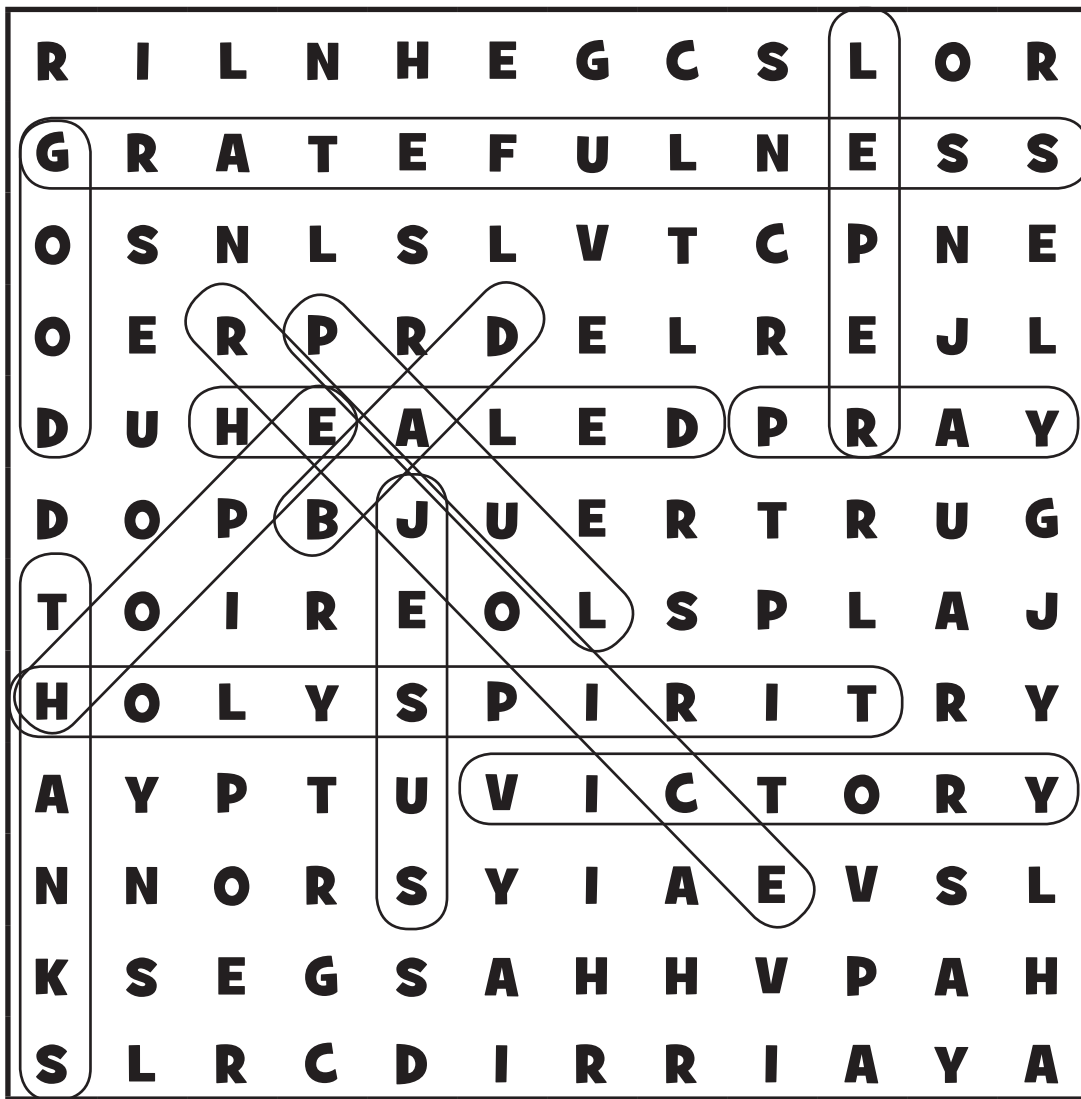 R I L N H E G C S L O R
G R A T E F U L N E S S
O S N L S L V T C P N E
O E R P R D E L R E J L
D U H E A L E D P R A Y
D O P B J U E R T R U G
T O I R E O L S P L A J
H O L Y S P I R I T R Y
A Y P T U V I C T O R Y
N N O R S Y I A E V S L
K S E G S A H H V P A H
S L R C D I R R I A Y A